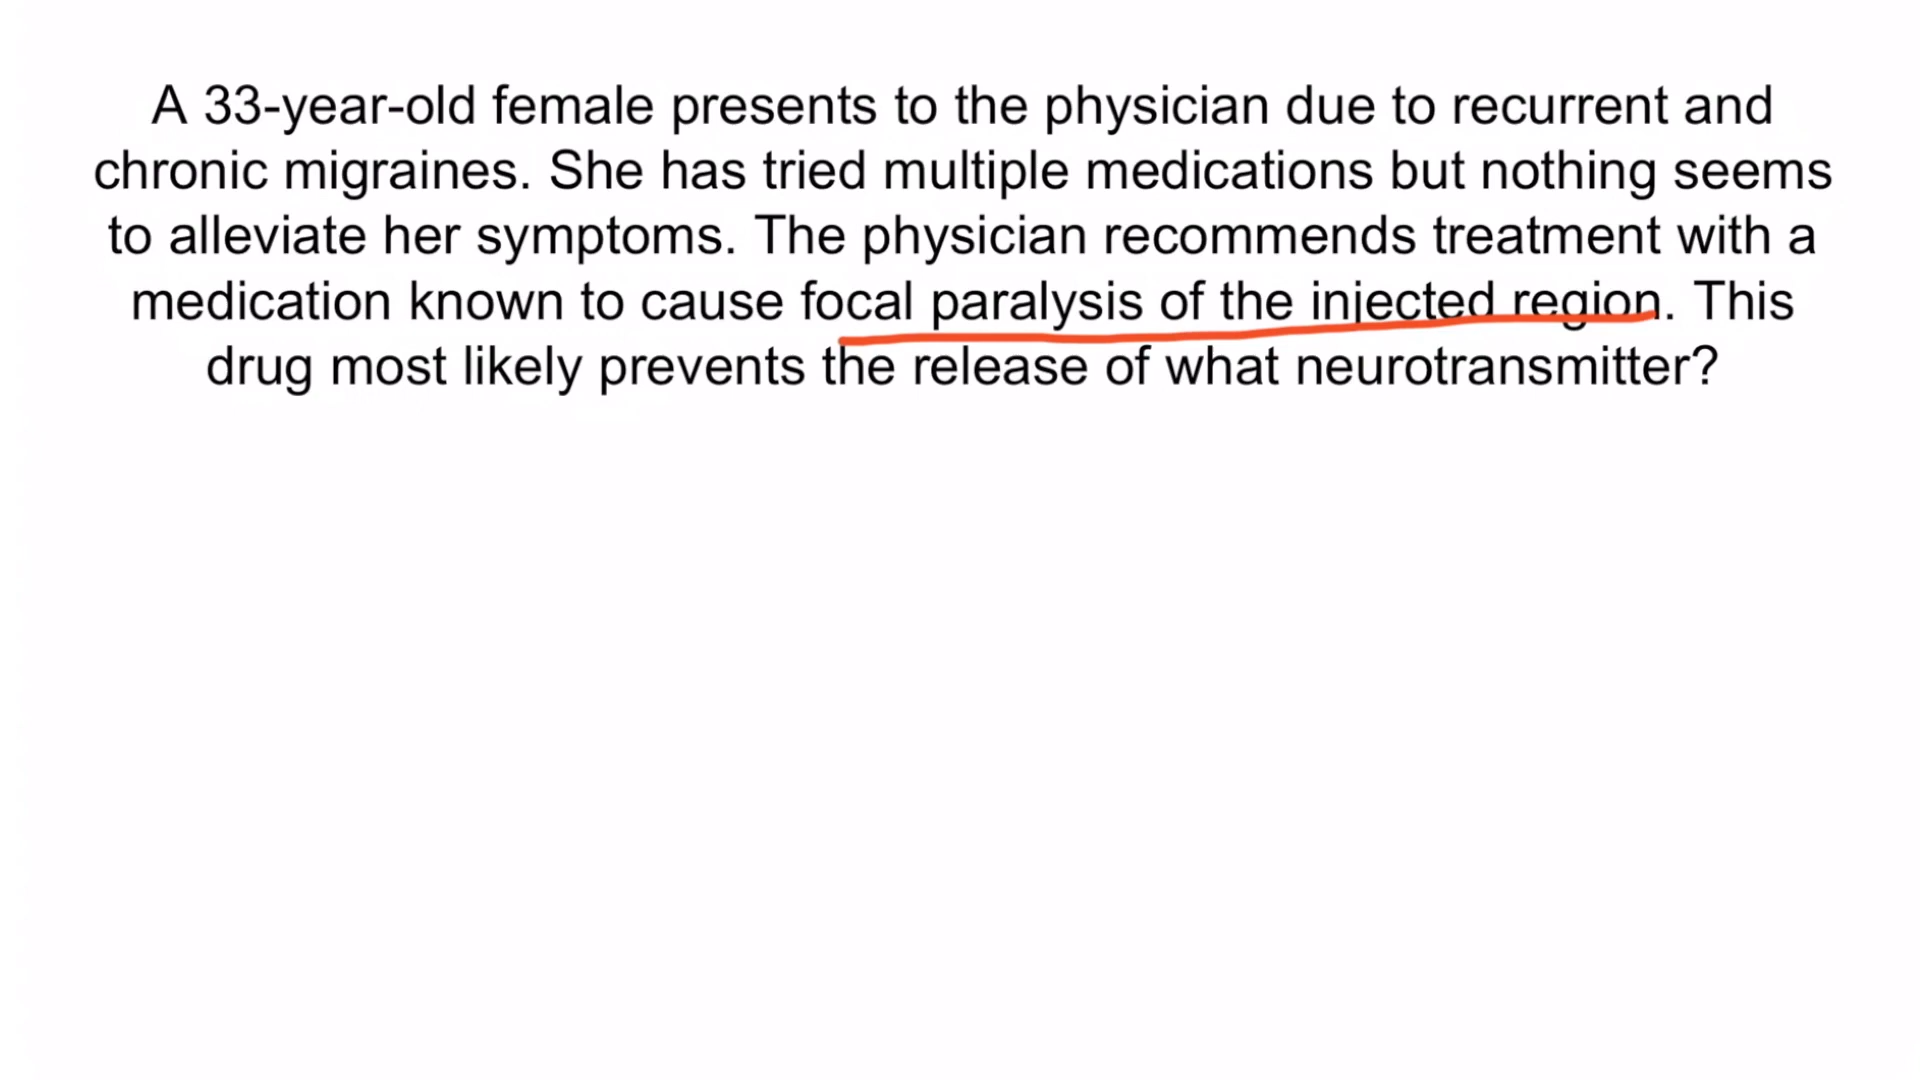 A 33-year-old female presents to the physician due to recurrent and
chronic migraines. She has tried multiple medications but nothing seems
to alleviate her symptoms. The physician recommends treatment with a
medication known to cause focal paralysis of the injected region. This
drug most likely prevents the release of what neurotransmitter?